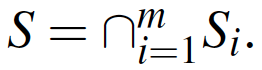 S = ∩_{i=1}^{m} S_i.